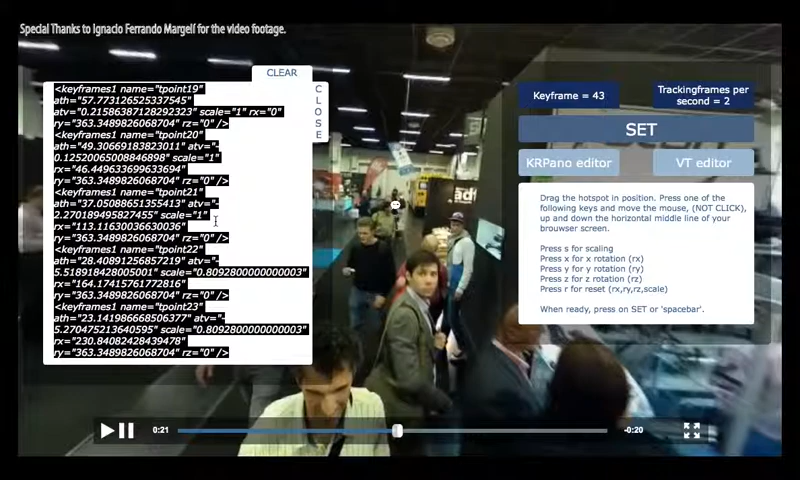 Special Thanks to Ignacio Ferrando Margelí for the video footage.
CLEAR
CLOSE
<keyframes1 name="tpoint19"
ath="57.773126525337545"
atv="0.21586387128292323" scale="1" rx="0"
ry="363.3489826068704" rz="0" />
<keyframes1 name="tpoint20"
ath="49.30669183823011" atv="-
0.12520065008846898" scale="1"
rx="46.449633699633694"
ry="363.3489826068704" rz="0" />
<keyframes1 name="tpoint21"
ath="37.05088651355413" atv="-
2.270189495827455" scale="1"
rx="113.11630036630036"
ry="363.3489826068704" rz="0" />
<keyframes1 name="tpoint22"
ath="28.40891256857219" atv="-
5.518918428005001" scale="0.8092800000000003"
rx="164.17415761772816"
ry="363.3489826068704" rz="0" />
<keyframes1 name="tpoint23"
ath="23.141986668506377" atv="-
5.270475213640595" scale="0.8092800000000003"
rx="230.84082428439478"
ry="363.3489826068704" rz="0" />
Keyframe = 43
Trackingframes per
second = 2
SET
KRPano editor
VT editor
Drag the hotspot in position. Press one of the
following keys and move the mouse, (NOT CLICK),
up and down the horizontal middle line of your
brouwser screen.
Press s for scaling
Press x for x rotation (rx)
Press y for y rotation (ry)
Press z for z rotation (rz)
Press r for reset (rx,ry,rz,scale)
When ready, press on SET or 'spacebar'.
0:21
-0:20